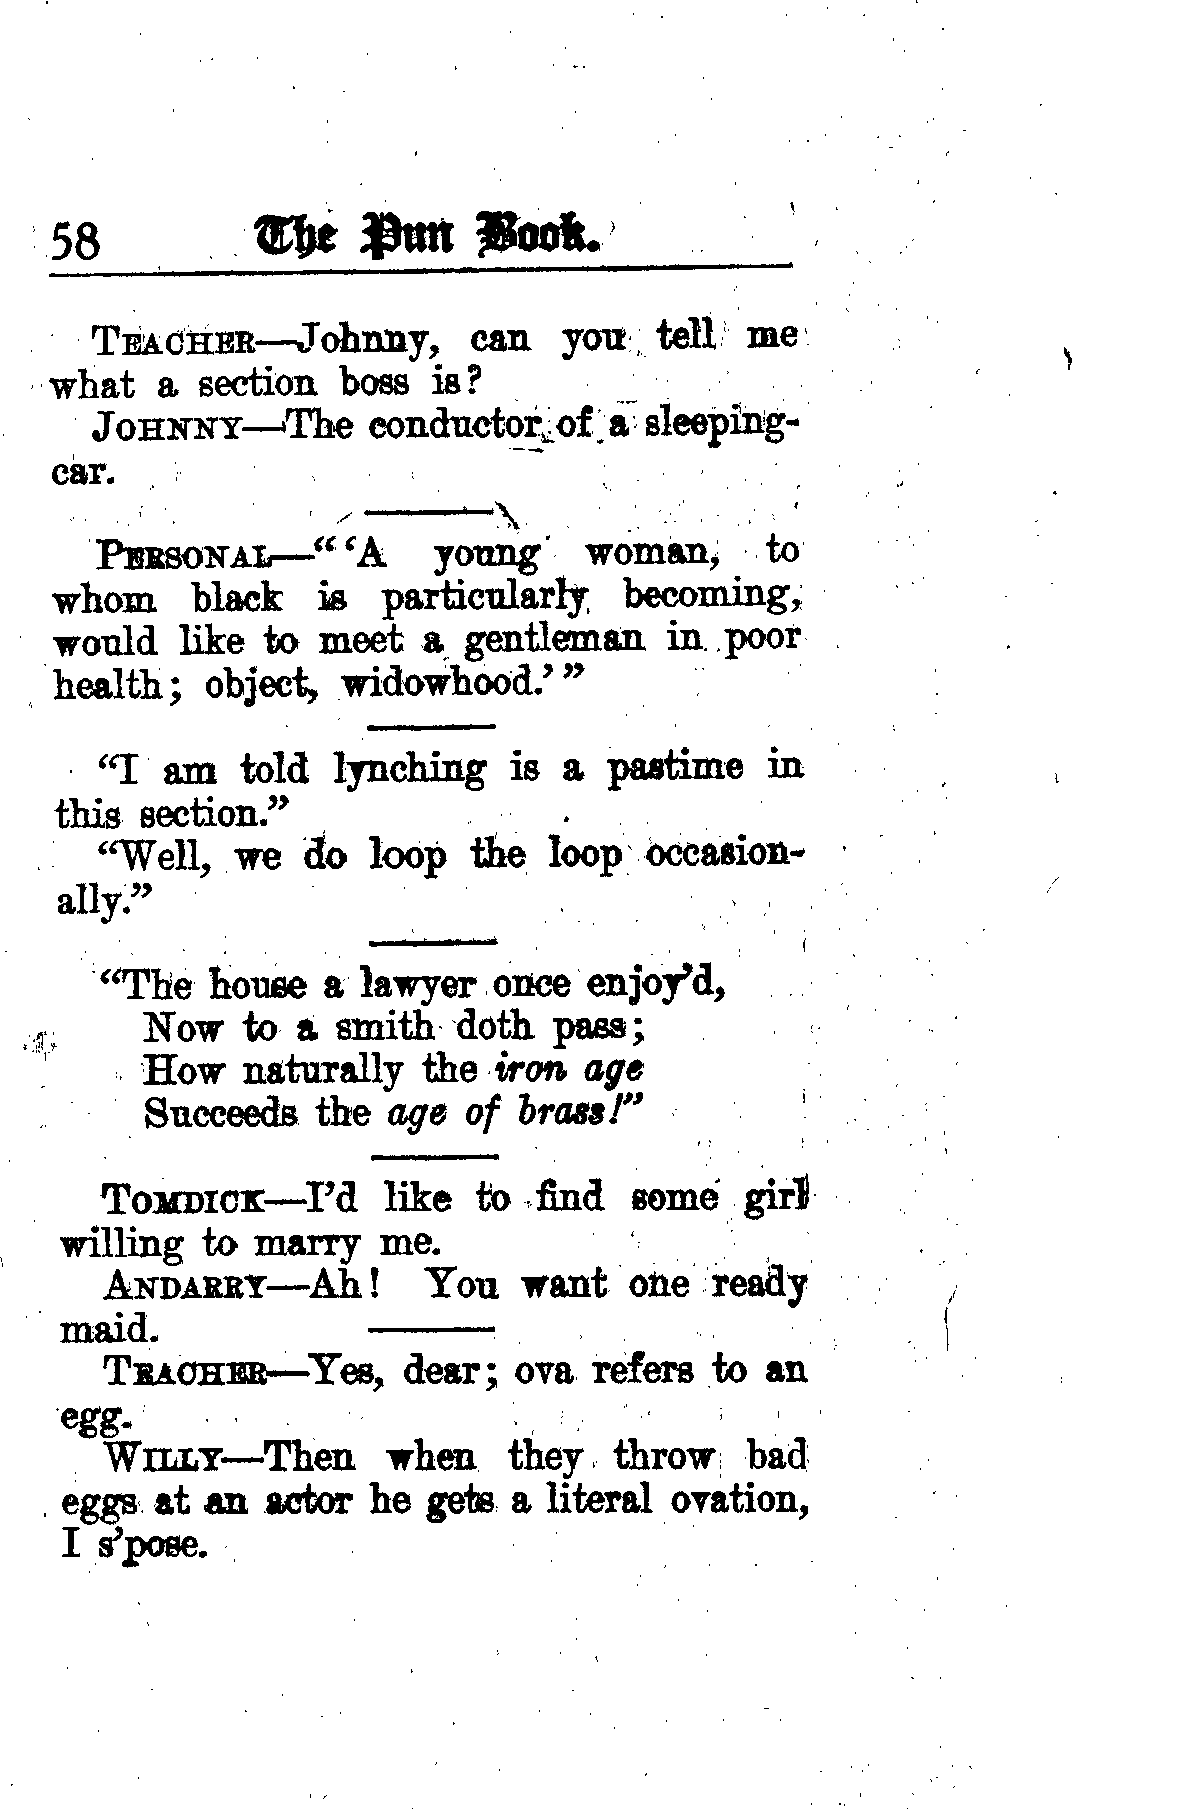 58 The Pun Book.
TEACHER—Johnny, can you tell me
what a section boss is?
JOHNNY—The conductor of a sleeping-
car.
PERSONAL—“ ‘A young woman, to
whom black is particularly becoming,
would like to meet a gentleman in poor
health; object, widowhood.’ ”
“I am told lynching is a pastime in
this section.”
“Well, we do loop the loop occasion-
ally.”
“The house a lawyer once enjoy’d,
Now to a smith doth pass;
How naturally the iron age
Succeeds the age of brass!”
TOMDICK—I’d like to find some girl
willing to marry me.
ANDARRY—Ah! You want one ready
maid.
TEACHER—Yes, dear; ova refers to an
egg.
WILLY—Then when they throw bad
eggs at an actor he gets a literal ovation,
I s’pose.